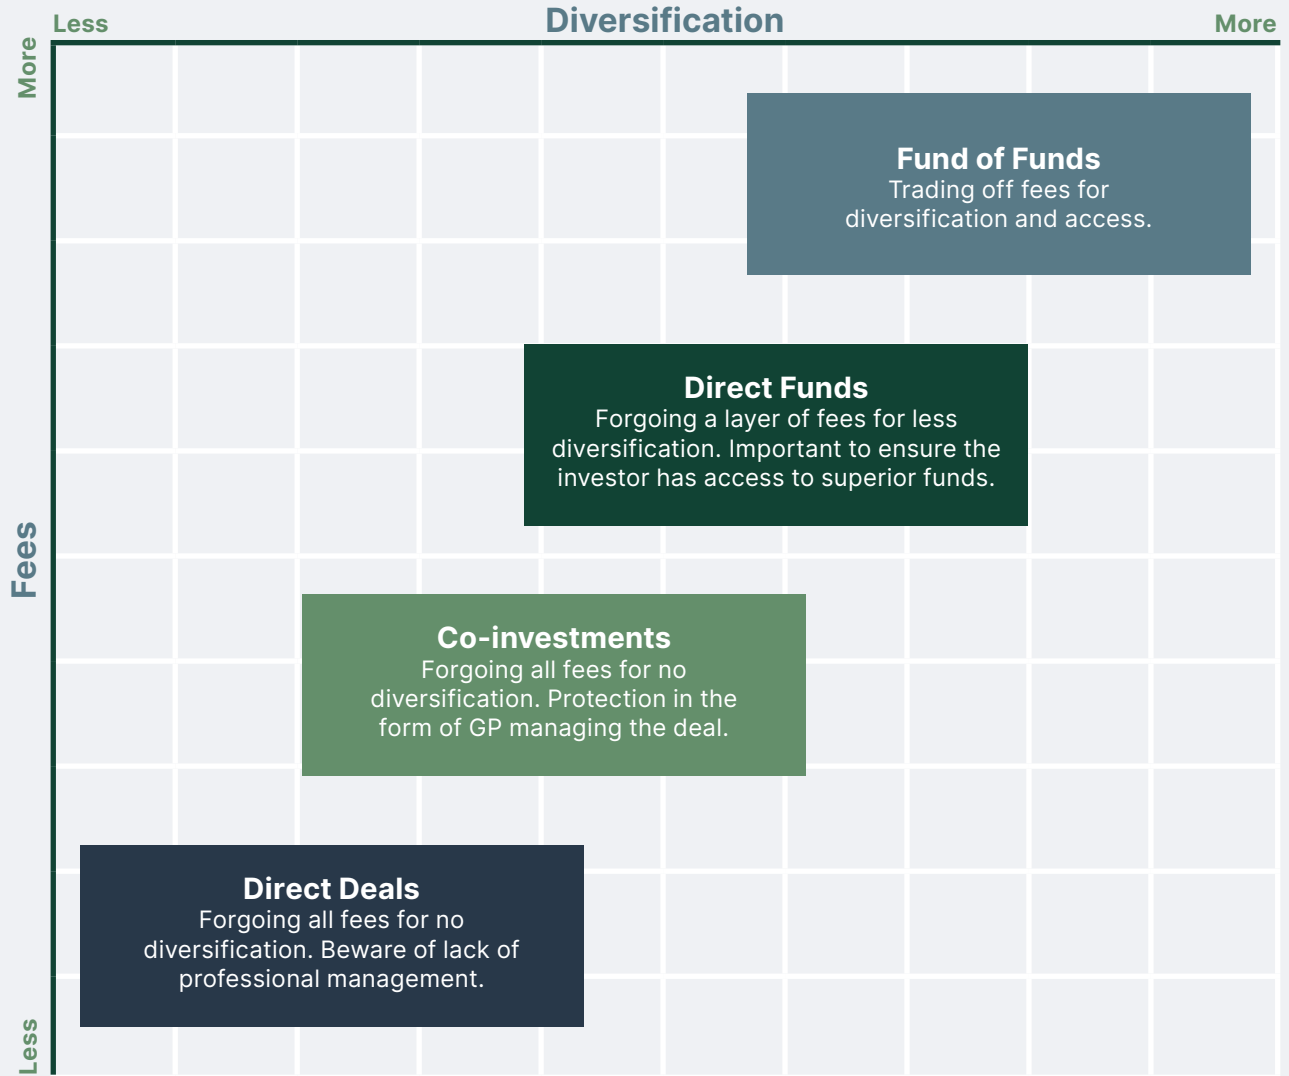 Diversification
Less
More
More
Fund of Funds
Trading off fees for
diversification and access.
Direct Funds
Forgoing a layer of fees for less
diversification. Important to ensure the
investor has access to superior funds.
Fees
Co-investments
Forgoing all fees for no
diversification. Protection in the
form of GP managing the deal.
Direct Deals
Forgoing all fees for no
diversification. Beware of lack of
professional management.
Less